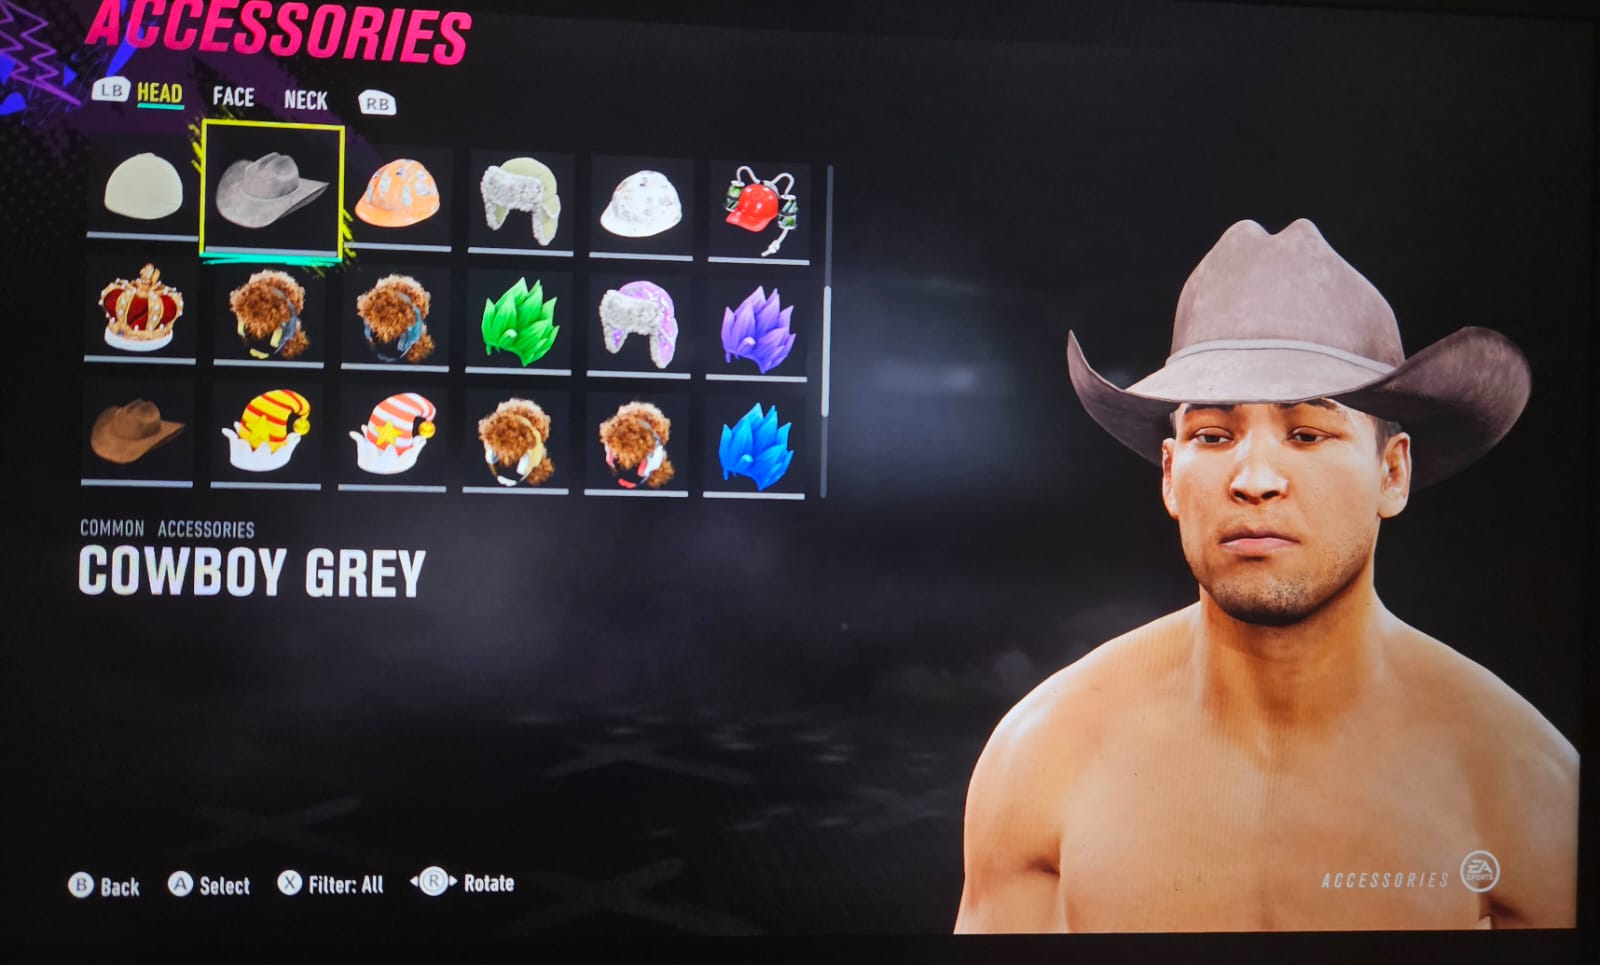 ACCESSORIES
LB HEAD FACE NECK RB
COMMON ACCESSORIES
COWBOY GREY
B Back A Select X Filter: All R Rotate
ACCESSORIES EA SPORTS